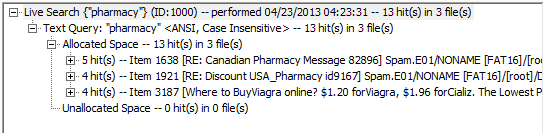 Live Search {"pharmacy"} (ID:1000) -- performed 04/23/2013 04:23:31 -- 13 hit(s) in 3 file(s)
Text Query: "pharmacy" <ANSI, Case Insensitive> -- 13 hit(s) in 3 file(s)
Allocated Space -- 13 hit(s) in 3 file(s)
5 hit(s) -- Item 1638 [RE: Canadian Pharmacy Message 82896] Spam.E01/NONAME [FAT16]/[root]/
4 hit(s) -- Item 1921 [RE: Discount USA_Pharmacy id9167] Spam.E01/NONAME [FAT16]/[root]/D
4 hit(s) -- Item 3187 [Where to BuyViagra online? $1.20 forViagra, $1.96 forCializ. The Lowest P
Unallocated Space -- 0 hit(s) in 0 file(s)